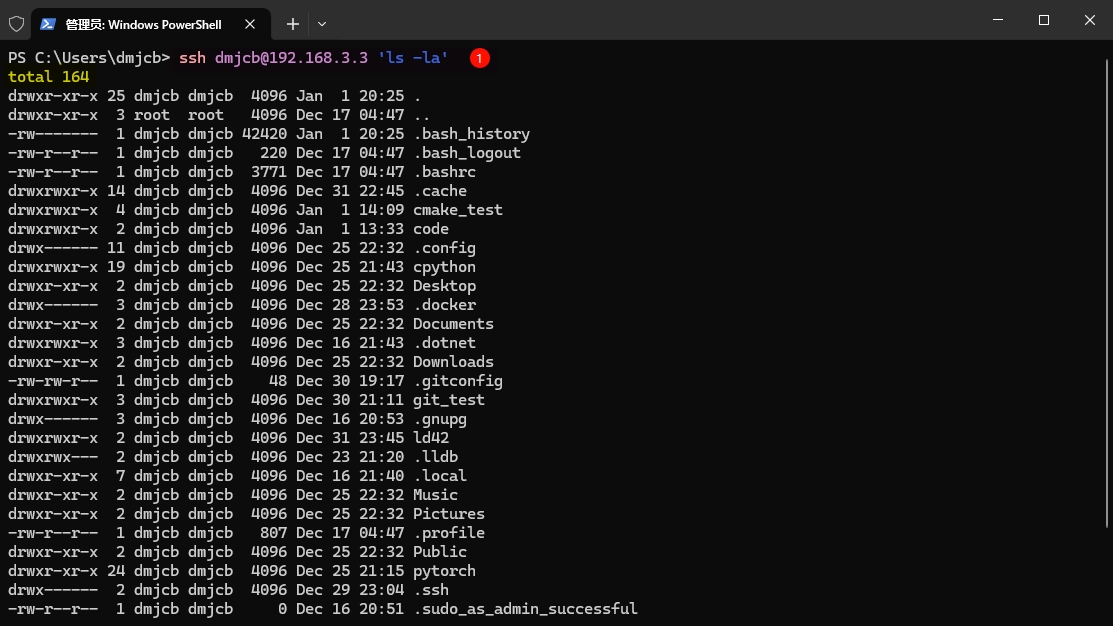 管理员: Windows PowerShell
PS C:\Users\dmjcb> ssh dmjcb@192.168.3.3 'ls -la' 1
total 164
drwxr-xr-x 25 dmjcb dmjcb  4096 Jan  1 20:25 .
drwxr-xr-x  3 root  root   4096 Dec 17 04:47 ..
-rw-------  1 dmjcb dmjcb 42420 Jan  1 20:25 .bash_history
-rw-r--r--  1 dmjcb dmjcb   220 Dec 17 04:47 .bash_logout
-rw-r--r--  1 dmjcb dmjcb  3771 Dec 17 04:47 .bashrc
drwxrwxr-x 14 dmjcb dmjcb  4096 Dec 31 22:45 .cache
drwxrwxr-x  4 dmjcb dmjcb  4096 Jan  1 14:09 cmake_test
drwxrwxr-x  2 dmjcb dmjcb  4096 Jan  1 13:33 code
drwx------ 11 dmjcb dmjcb  4096 Dec 25 22:32 .config
drwxrwxr-x 19 dmjcb dmjcb  4096 Dec 25 21:43 cpython
drwxr-xr-x  2 dmjcb dmjcb  4096 Dec 25 22:32 Desktop
drwx------  3 dmjcb dmjcb  4096 Dec 28 23:53 .docker
drwxr-xr-x  2 dmjcb dmjcb  4096 Dec 25 22:32 Documents
drwxrwxr-x  3 dmjcb dmjcb  4096 Dec 16 21:43 .dotnet
drwxr-xr-x  2 dmjcb dmjcb  4096 Dec 25 22:32 Downloads
-rw-rw-r--  1 dmjcb dmjcb    48 Dec 30 19:17 .gitconfig
drwxrwxr-x  3 dmjcb dmjcb  4096 Dec 30 21:11 git_test
drwx------  3 dmjcb dmjcb  4096 Dec 16 20:53 .gnupg
drwxrwxr-x  2 dmjcb dmjcb  4096 Dec 31 23:45 ld42
drwxrwx---  2 dmjcb dmjcb  4096 Dec 23 21:20 .lldb
drwxr-xr-x  7 dmjcb dmjcb  4096 Dec 16 21:40 .local
drwxr-xr-x  2 dmjcb dmjcb  4096 Dec 25 22:32 Music
drwxr-xr-x  2 dmjcb dmjcb  4096 Dec 25 22:32 Pictures
-rw-r--r--  1 dmjcb dmjcb   807 Dec 17 04:47 .profile
drwxr-xr-x  2 dmjcb dmjcb  4096 Dec 25 22:32 Public
drwxr-xr-x 24 dmjcb dmjcb  4096 Dec 25 21:15 pytorch
drwx------  2 dmjcb dmjcb  4096 Dec 29 23:04 .ssh
-rw-r--r--  1 dmjcb dmjcb     0 Dec 16 20:51 .sudo_as_admin_successful